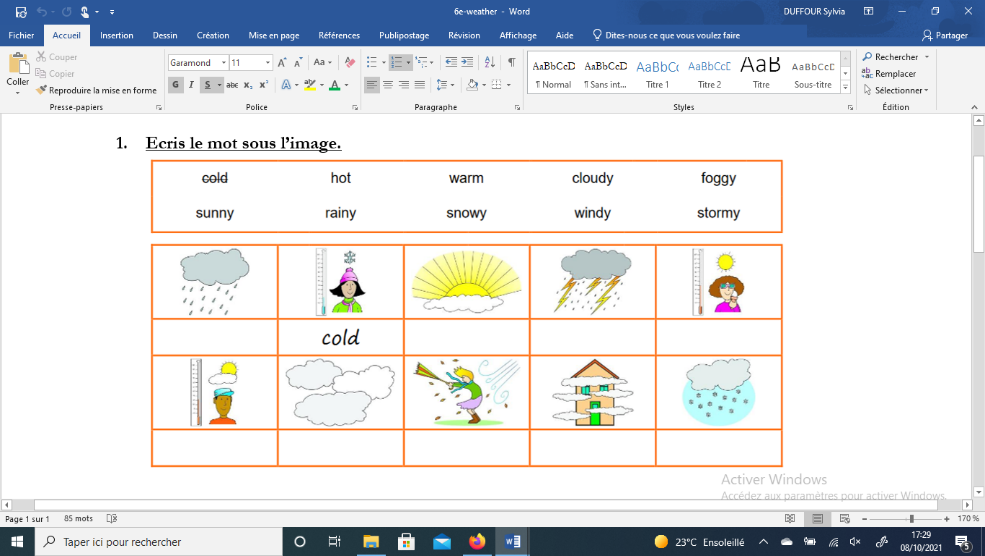 6e-weather - Word
DUFFOUR Sylvia
Fichier Accueil Insertion Dessin Création Mise en page Références Publipostage Révision Affichage Aide Dites-nous ce que vous voulez faire Partager
Coller
Couper
Copier
Reproduire la mise en forme
Presse-papiers
Garamond 11
G I S abc x₂ x²
Police
Paragraphe
AaBbCcD AaBbCcD AaBbCc AaBbCcC AaB AaBbCcD
¶ Normal ¶ Sans int... Titre 1 Titre 2 Titre Sous-titre
Styles
Rechercher
Remplacer
Sélectionner
Édition
1. Ecris le mot sous l'image.
cold hot warm cloudy foggy
sunny rainy snowy windy stormy
cold
Activer Windows
Accédez aux paramètres pour activer Windows.
Page 1 sur 1 85 mots 170 %
Taper ici pour rechercher
23°C Ensoleillé
17:29
08/10/2021
5